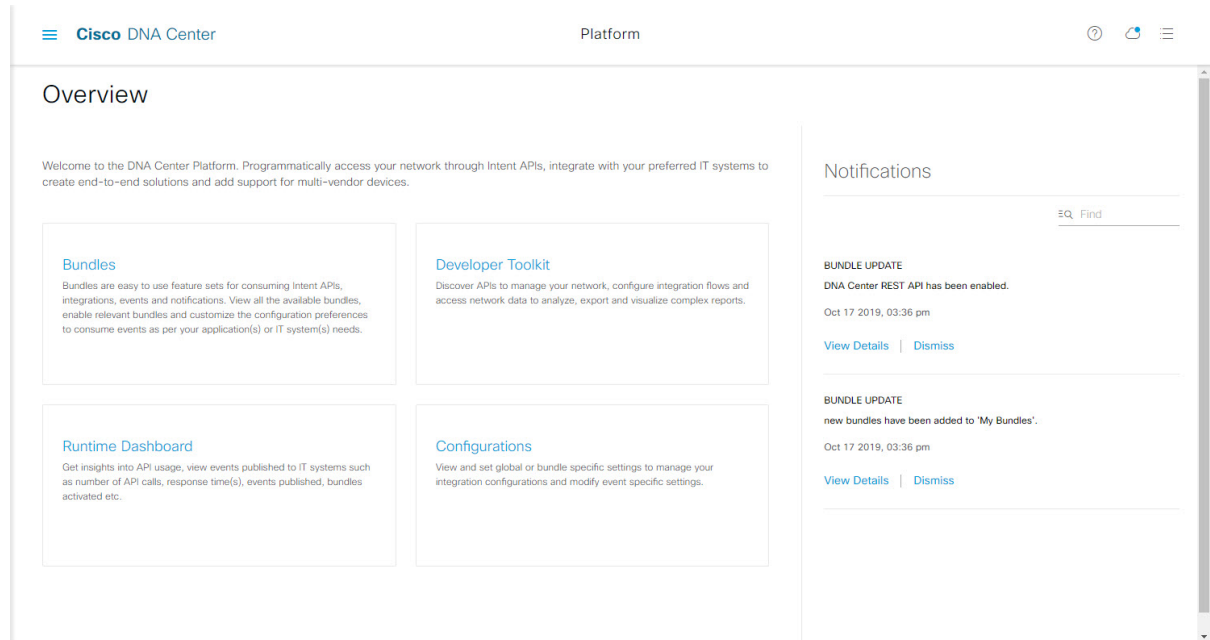 Cisco DNA Center
Platform
Overview
Welcome to the DNA Center Platform. Programmatically access your network through Intent APIs, integrate with your preferred IT systems to
create end-to-end solutions and add support for multi-vendor devices.
Bundles
Bundles are easy to use feature sets for consuming Intent APIs,
integrations, events and notifications. View all the available bundles,
enable relevant bundles and customize the configuration preferences
to consume events as per your application(s) or IT system(s) needs.
Developer Toolkit
Discover APIs to manage your network, configure integration flows and
access network data to analyze, export and visualize complex reports.
Runtime Dashboard
Get insights into API usage, view events published to IT systems such
as number of API calls, response time(s), events published, bundles
activated etc.
Configurations
View and set global or bundle specific settings to manage your
integration configurations and modify event specific settings.
Notifications
Find
BUNDLE UPDATE
DNA Center REST API has been enabled.
Oct 17 2019, 03:36 pm
View Details | Dismiss
BUNDLE UPDATE
new bundles have been added to 'My Bundles'.
Oct 17 2019, 03:36 pm
View Details | Dismiss